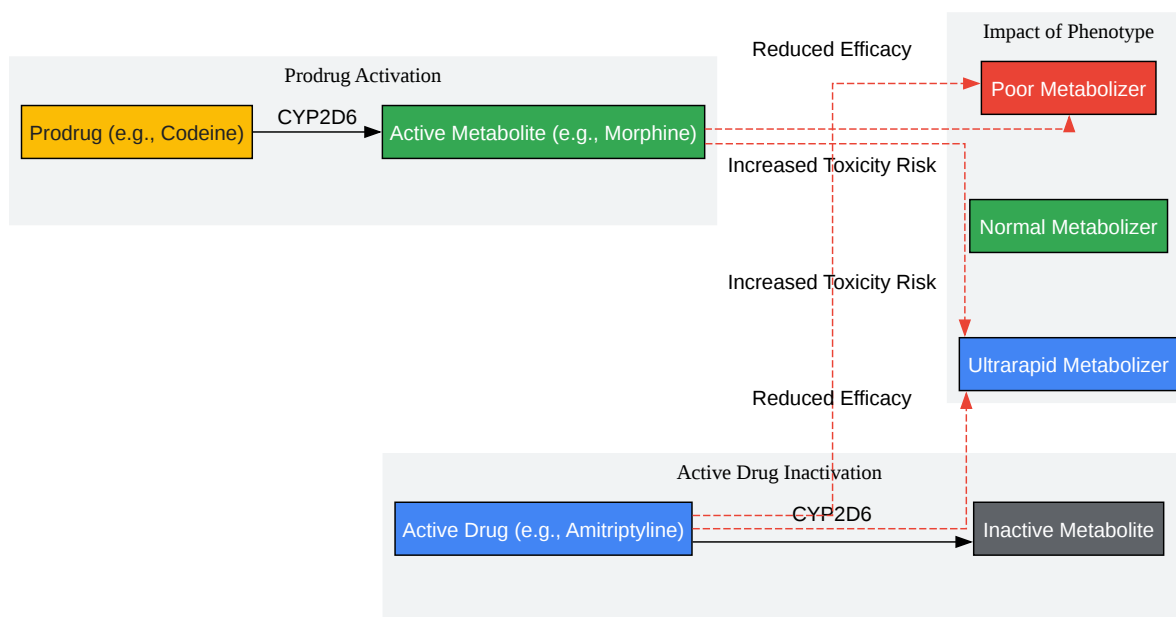 Impact of Phenotype
Reduced Efficacy
Prodrug Activation
Poor Metabolizer
Prodrug (e.g., Codeine)
CYP2D6
Active Metabolite (e.g., Morphine)
Increased Toxicity Risk
Normal Metabolizer
Increased Toxicity Risk
Ultrarapid Metabolizer
Reduced Efficacy
Active Drug Inactivation
Active Drug (e.g., Amitriptyline)
CYP2D6
Inactive Metabolite